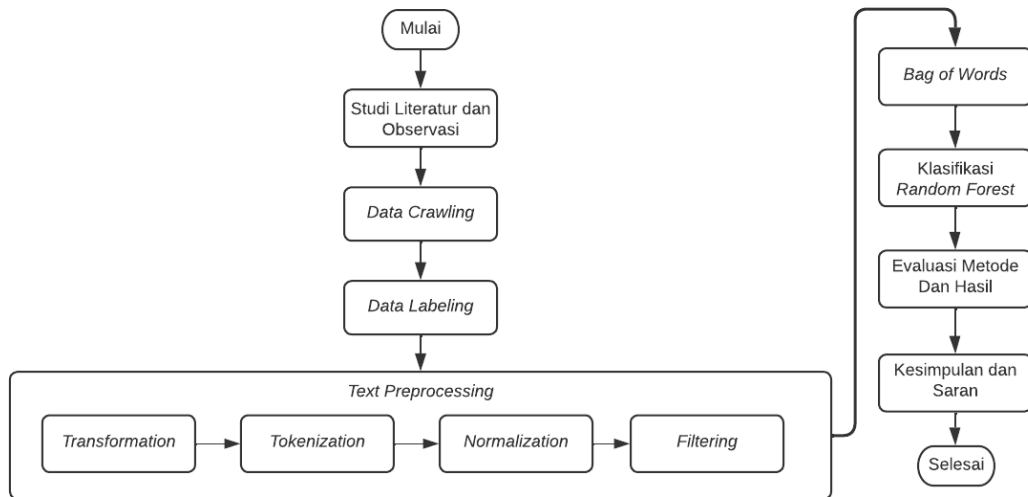 Mulai
Studi Literatur dan
Observasi
Data Crawling
Data Labeling
Text Preprocessing
Transformation
Tokenization
Normalization
Filtering
Bag of Words
Klasifikasi
Random Forest
Evaluasi Metode
Dan Hasil
Kesimpulan dan
Saran
Selesai